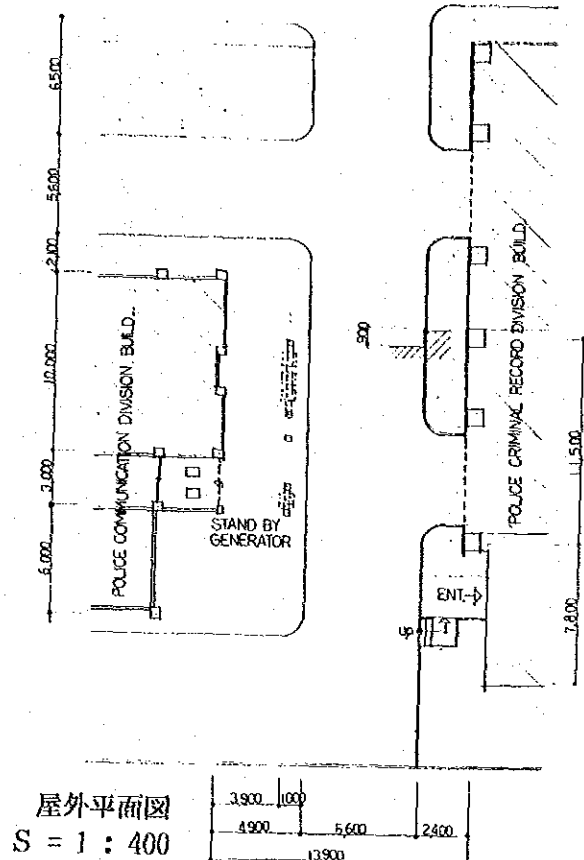 6,500
5,600
2,100
10,000
3,000
6,000
POLICE COMMUNICATION DIVISION BUILD.
STAND BY
GENERATOR
900
POLICE CRIMINAL RECORD DIVISION BUILD.
11,500
7,800
ENT.
UP
屋外平面図
S = 1 : 400
3,900
1,000
4,900
5,600
2,400
13,900